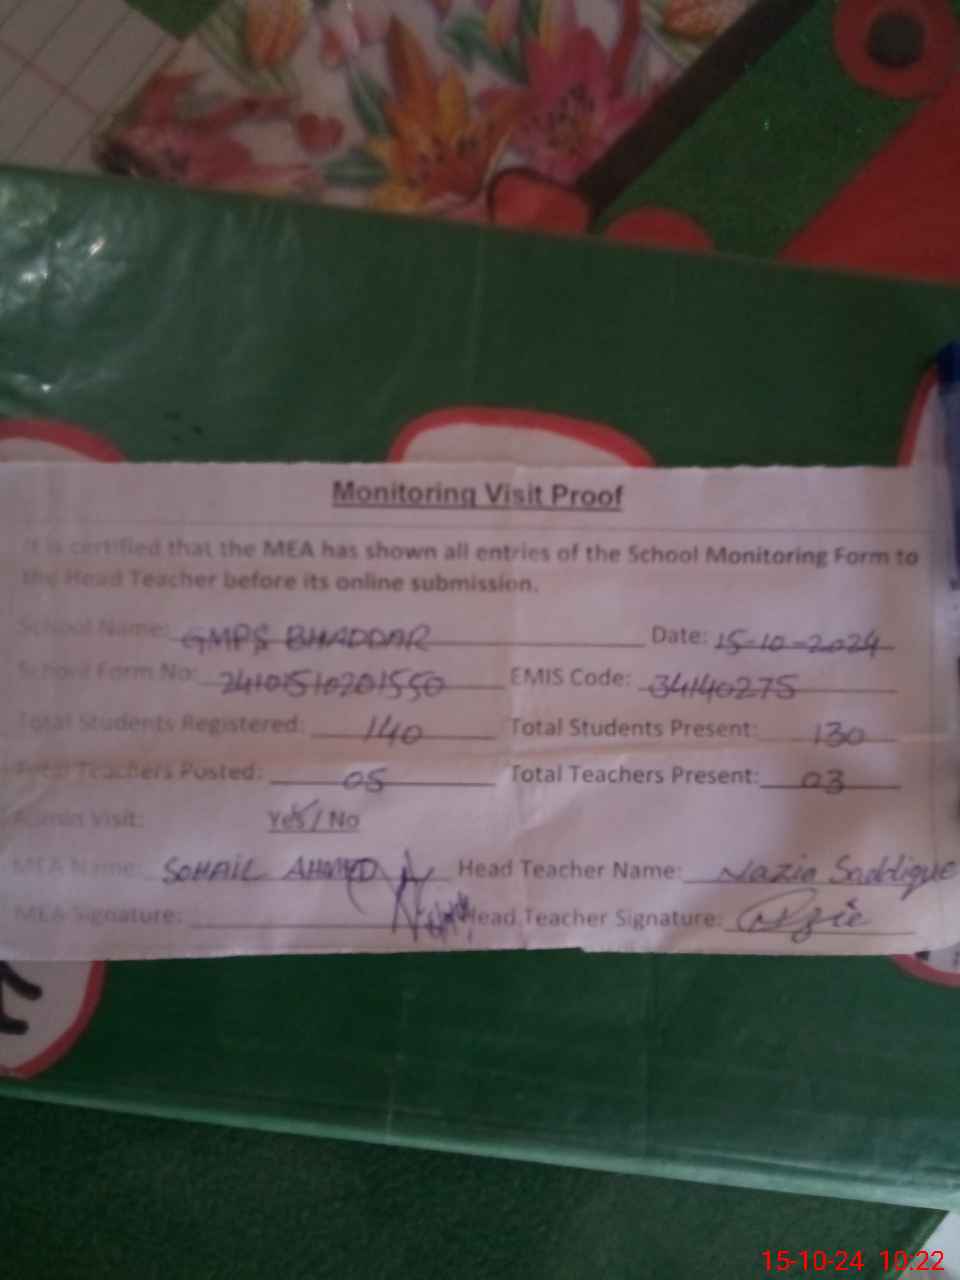 Monitoring Visit Proof
It is certified that the MEA has shown all entries of the School Monitoring Form to
the Head Teacher before its online submission.
School Name: GMPS BHADDAR Date: 15-10-2024
School Form No: 24101510201550 EMIS Code: 34140275
Total Students Registered: 140 Total Students Present: 130
Total Teachers Posted: 05 Total Teachers Present: 03
Admin Visit: Yes / No
MEA Name: SOHAIL AHMED Head Teacher Name: Nazia Saddique
MEA Signature: Head Teacher Signature:
15-10-24 10:22